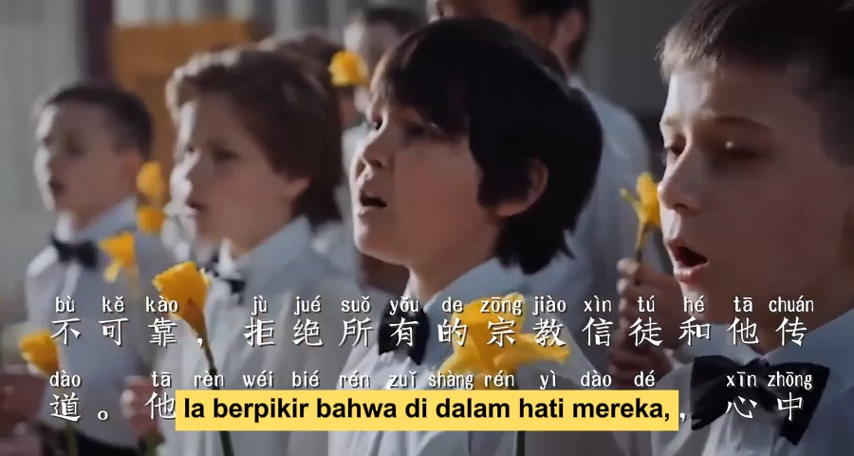 bù kě kào jù jué suǒ yǒu de zōng jiào xìn tú hé tā chuán
不可靠，拒绝所有的宗教信徒和他传
dào tā rèn wéi bié rén zuǐ shàng rén yì dào dé xīn zhōng
道。他，心中
Ia berpikir bahwa di dalam hati mereka,